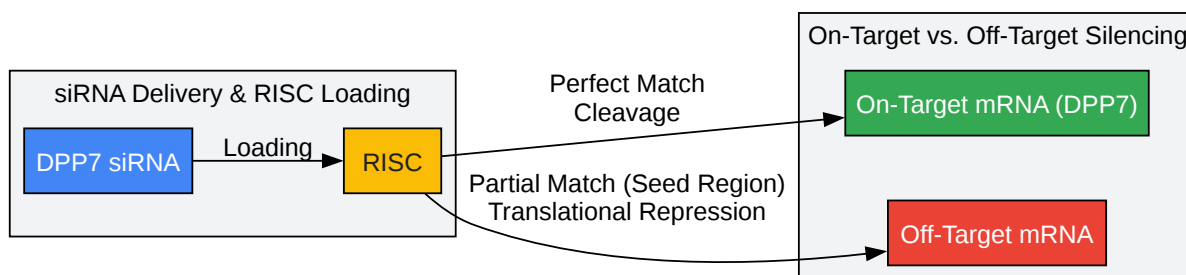 siRNA Delivery & RISC Loading
DPP7 siRNA
Loading
RISC
Perfect Match
Cleavage
Partial Match (Seed Region)
Translational Repression
On-Target vs. Off-Target Silencing
On-Target mRNA (DPP7)
Off-Target mRNA